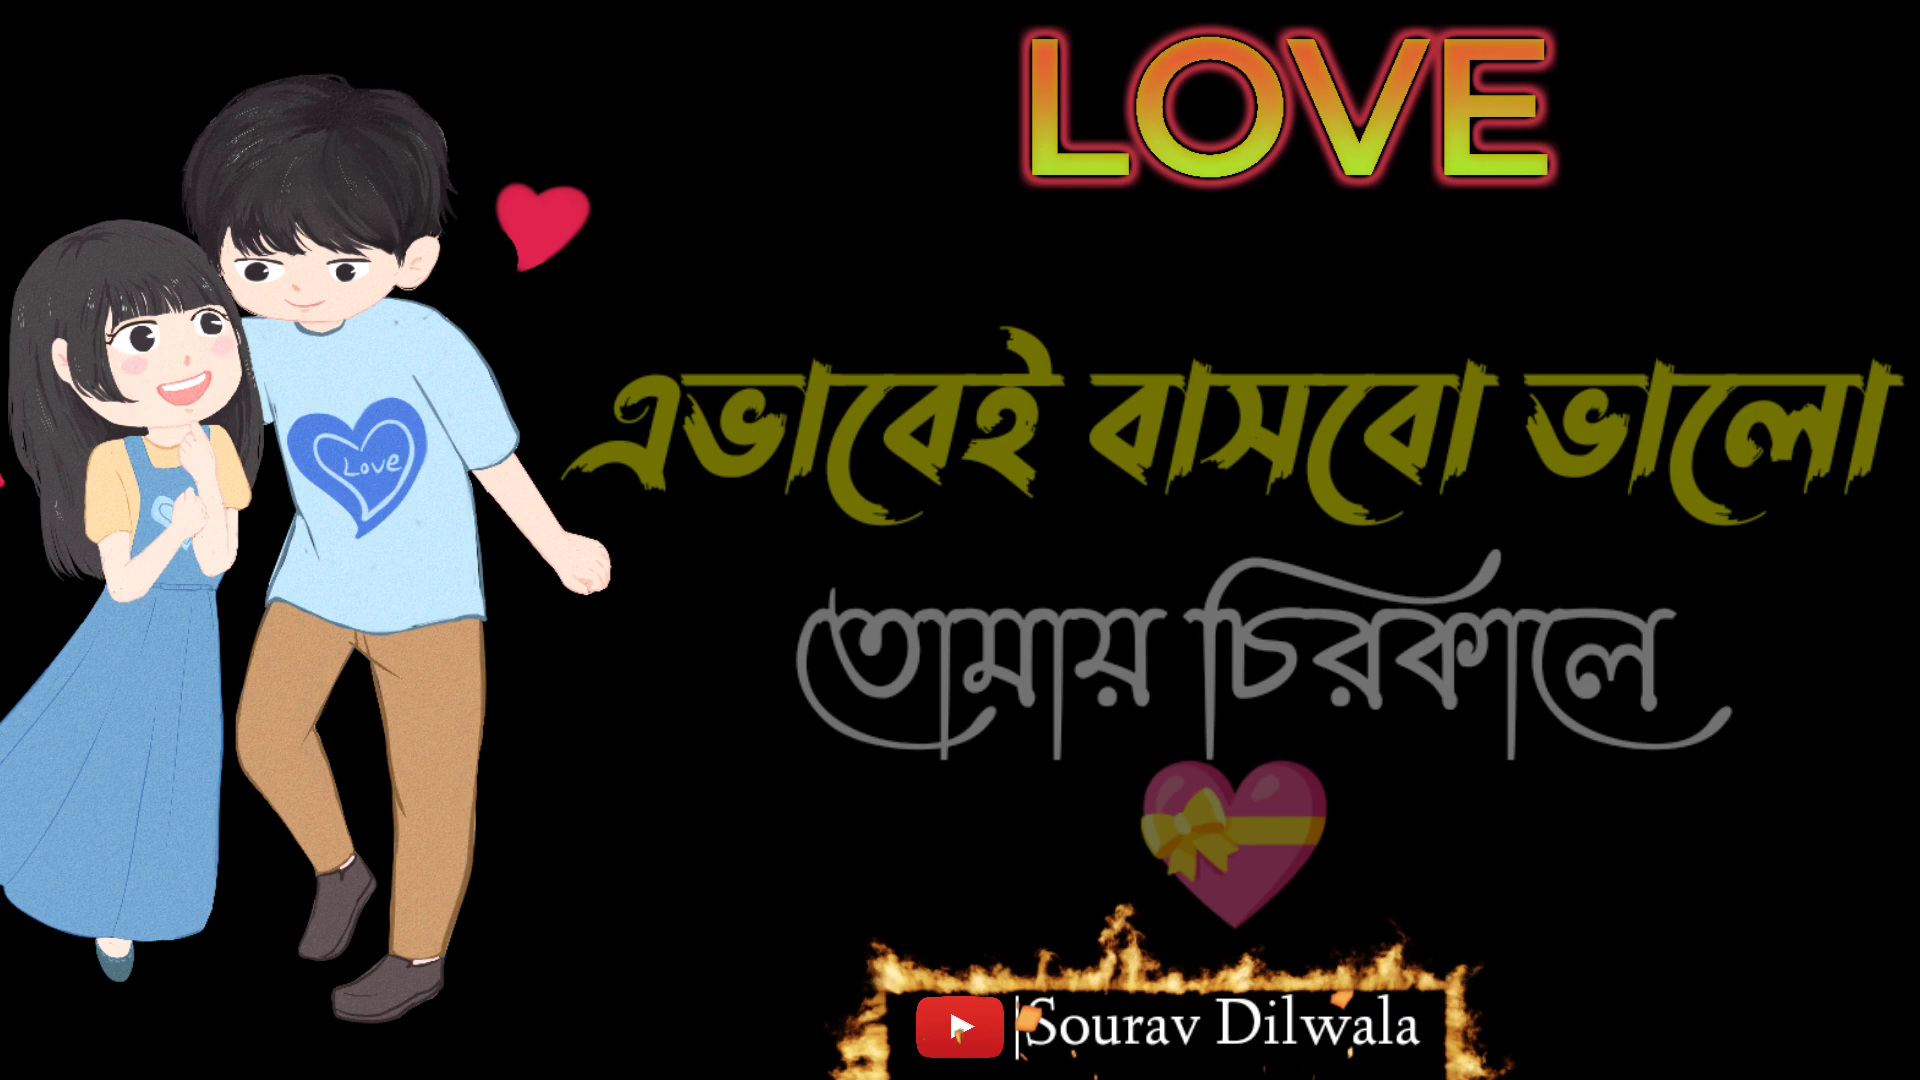 LOVE
Love
এভাবেই বাসবো ভালো
তোমায় চিরকালে
|Sourav Dilwala